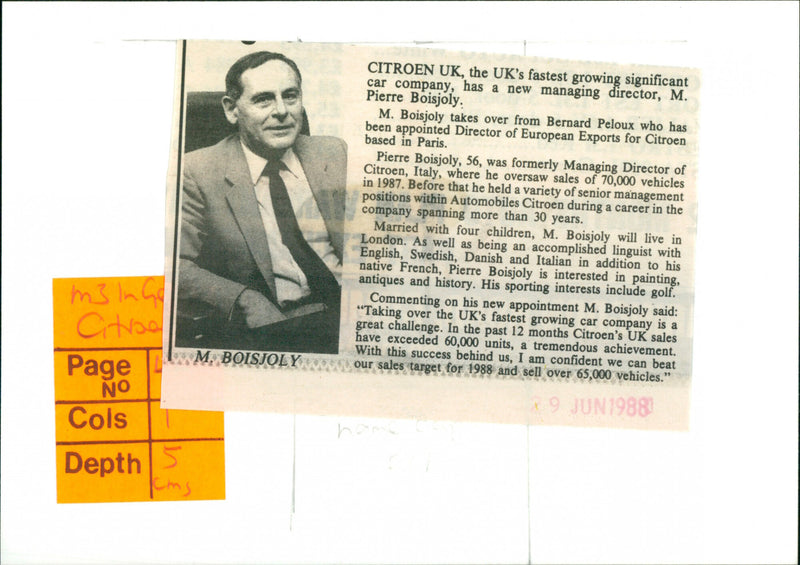 CITROEN UK, the UK's fastest growing significant
car company, has a new managing director, M.
Pierre Boisjoly.
M. Boisjoly takes over from Bernard Peloux who has
been appointed Director of European Exports for Citroen
based in Paris.
Pierre Boisjoly, 56, was formerly Managing Director of
Citroen, Italy, where he oversaw sales of 70,000 vehicles
in 1987. Before that he held a variety of senior management
positions within Automobiles Citroen during a career in the
company spanning more than 30 years.
Married with four children, M. Boisjoly will live in
London. As well as being an accomplished linguist with
English, Swedish, Danish and Italian in addition to his
native French, Pierre Boisjoly is interested in painting,
antiques and history. His sporting interests include golf.
Commenting on his new appointment M. Boisjoly said:
"Taking over the UK's fastest growing car company is a
great challenge. In the past 12 months Citroen's UK sales
have exceeded 60,000 units, a tremendous achievement.
With this success behind us, I am confident we can beat
our sales target for 1988 and sell over 65,000 vehicles."
M. BOISJOLY
9 JUN 1988
Page
No
Cols 1
Depth 5
cms